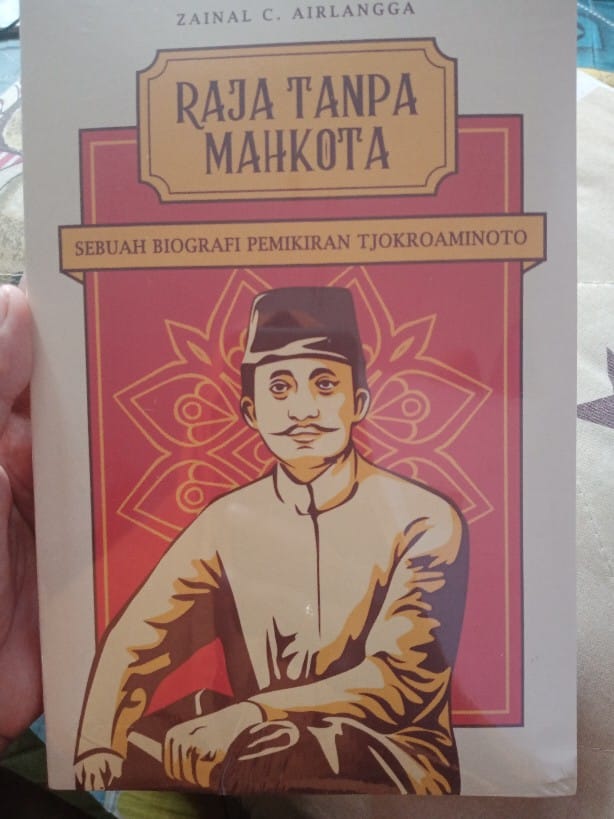 ZAINAL C. AIRLANGGA
RAJA TANPA
MAHKOTA
SEBUAH BIOGRAFI PEMIKIRAN TJOKROAMINOTO